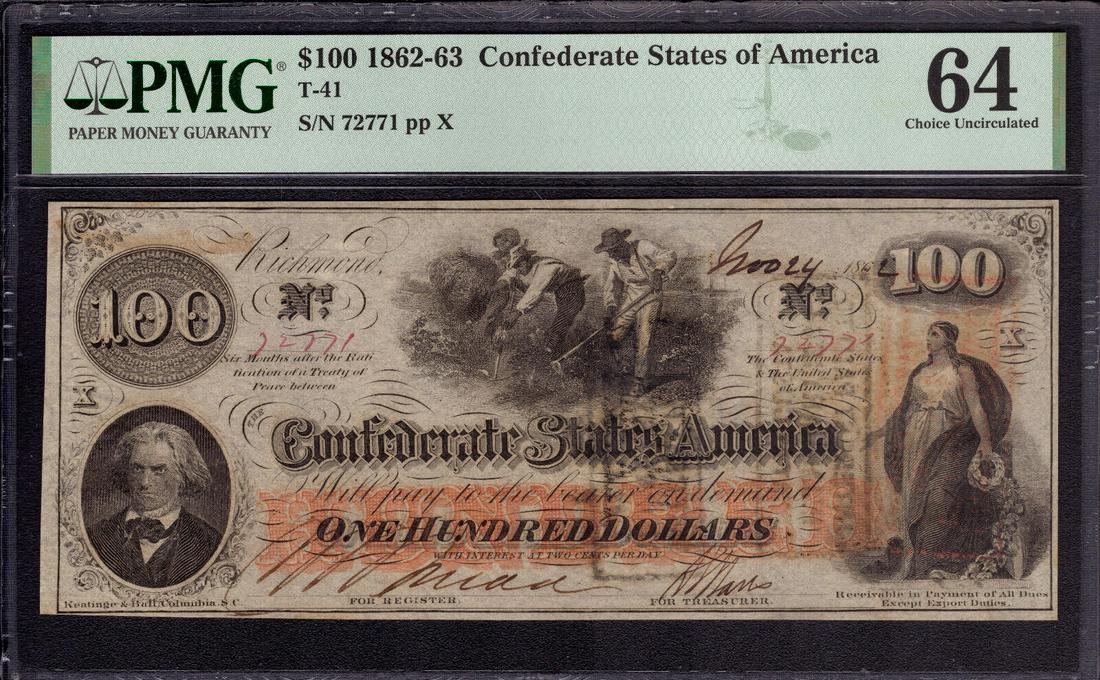 PMG®
PAPER MONEY GUARANTY
$100 1862-63 Confederate States of America
T-41
S/N 72771 pp X
64
Choice Uncirculated
Richmond,
186
100
100
No.
No.
72771
72771
Six Months after the Rati
fication of a Treaty of
Peace between
The Confederate States
& The United States
of America
X
X
THE
Confederate States America
Will pay to the bearer on demand
ONE HUNDRED DOLLARS
WITH INTEREST AT TWO CENTS PER DAY
FOR REGISTER.
FOR TREASURER.
Keatinge & Ball, Columbia, S.C.
Receivable in Payment of All Dues
Except Export Duties.